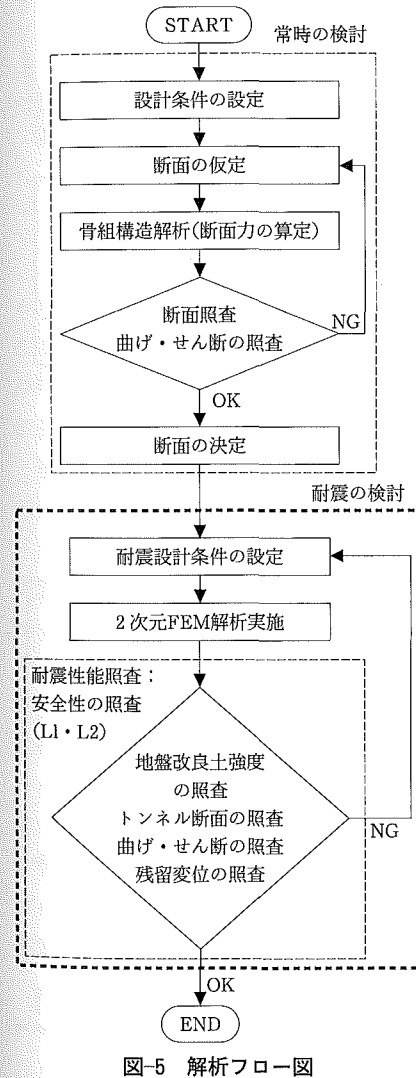 START
常時の検討
設計条件の設定
断面の仮定
骨組構造解析(断面力の算定)
断面照査
曲げ・せん断の照査
NG
OK
断面の決定
耐震の検討
耐震設計条件の設定
2次元FEM解析実施
耐震性能照査：
安全性の照査
(L1・L2)
地盤改良土強度
の照査
トンネル断面の照査
曲げ・せん断の照査
残留変位の照査
NG
OK
END
図-5 解析フロー図